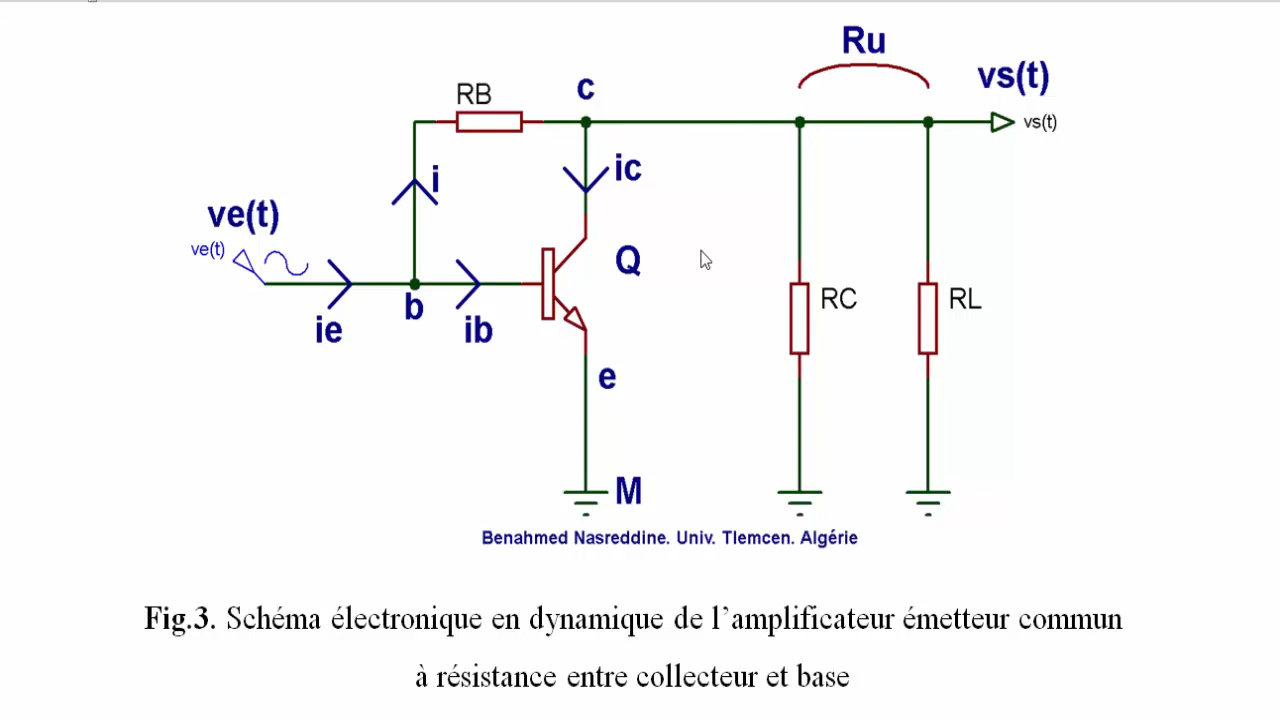 Ru
vs(t)
vs(t)
RB
c
i
ic
ve(t)
ve(t)
Q
b
ie
ib
RC
RL
e
M
Benahmed Nasreddine. Univ. Tlemcen. Algérie
Fig.3. Schéma électronique en dynamique de l’amplificateur émetteur commun
à résistance entre collecteur et base